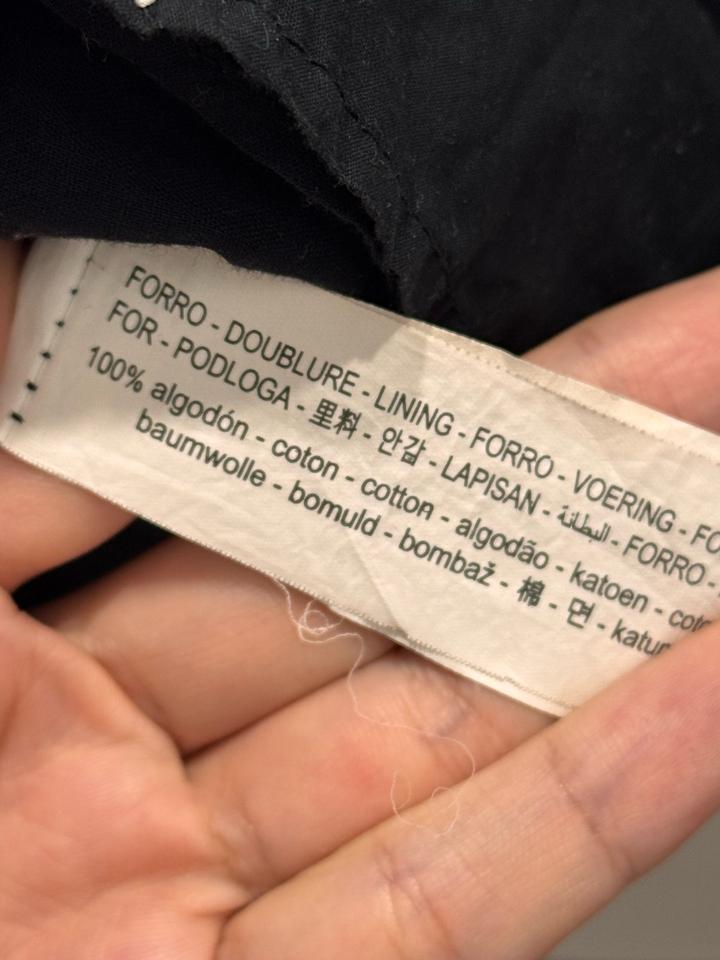 FORRO - DOUBLURE - LINING - FORRO - VOERING -
FOR - PODLOGA - 里料 - 안감 - LAPISAN - البطانة - FORRO -
100% algodón - coton - cotton - algodão - katoen -
baumwolle - bomuld - bombaž - 棉 - 면 -